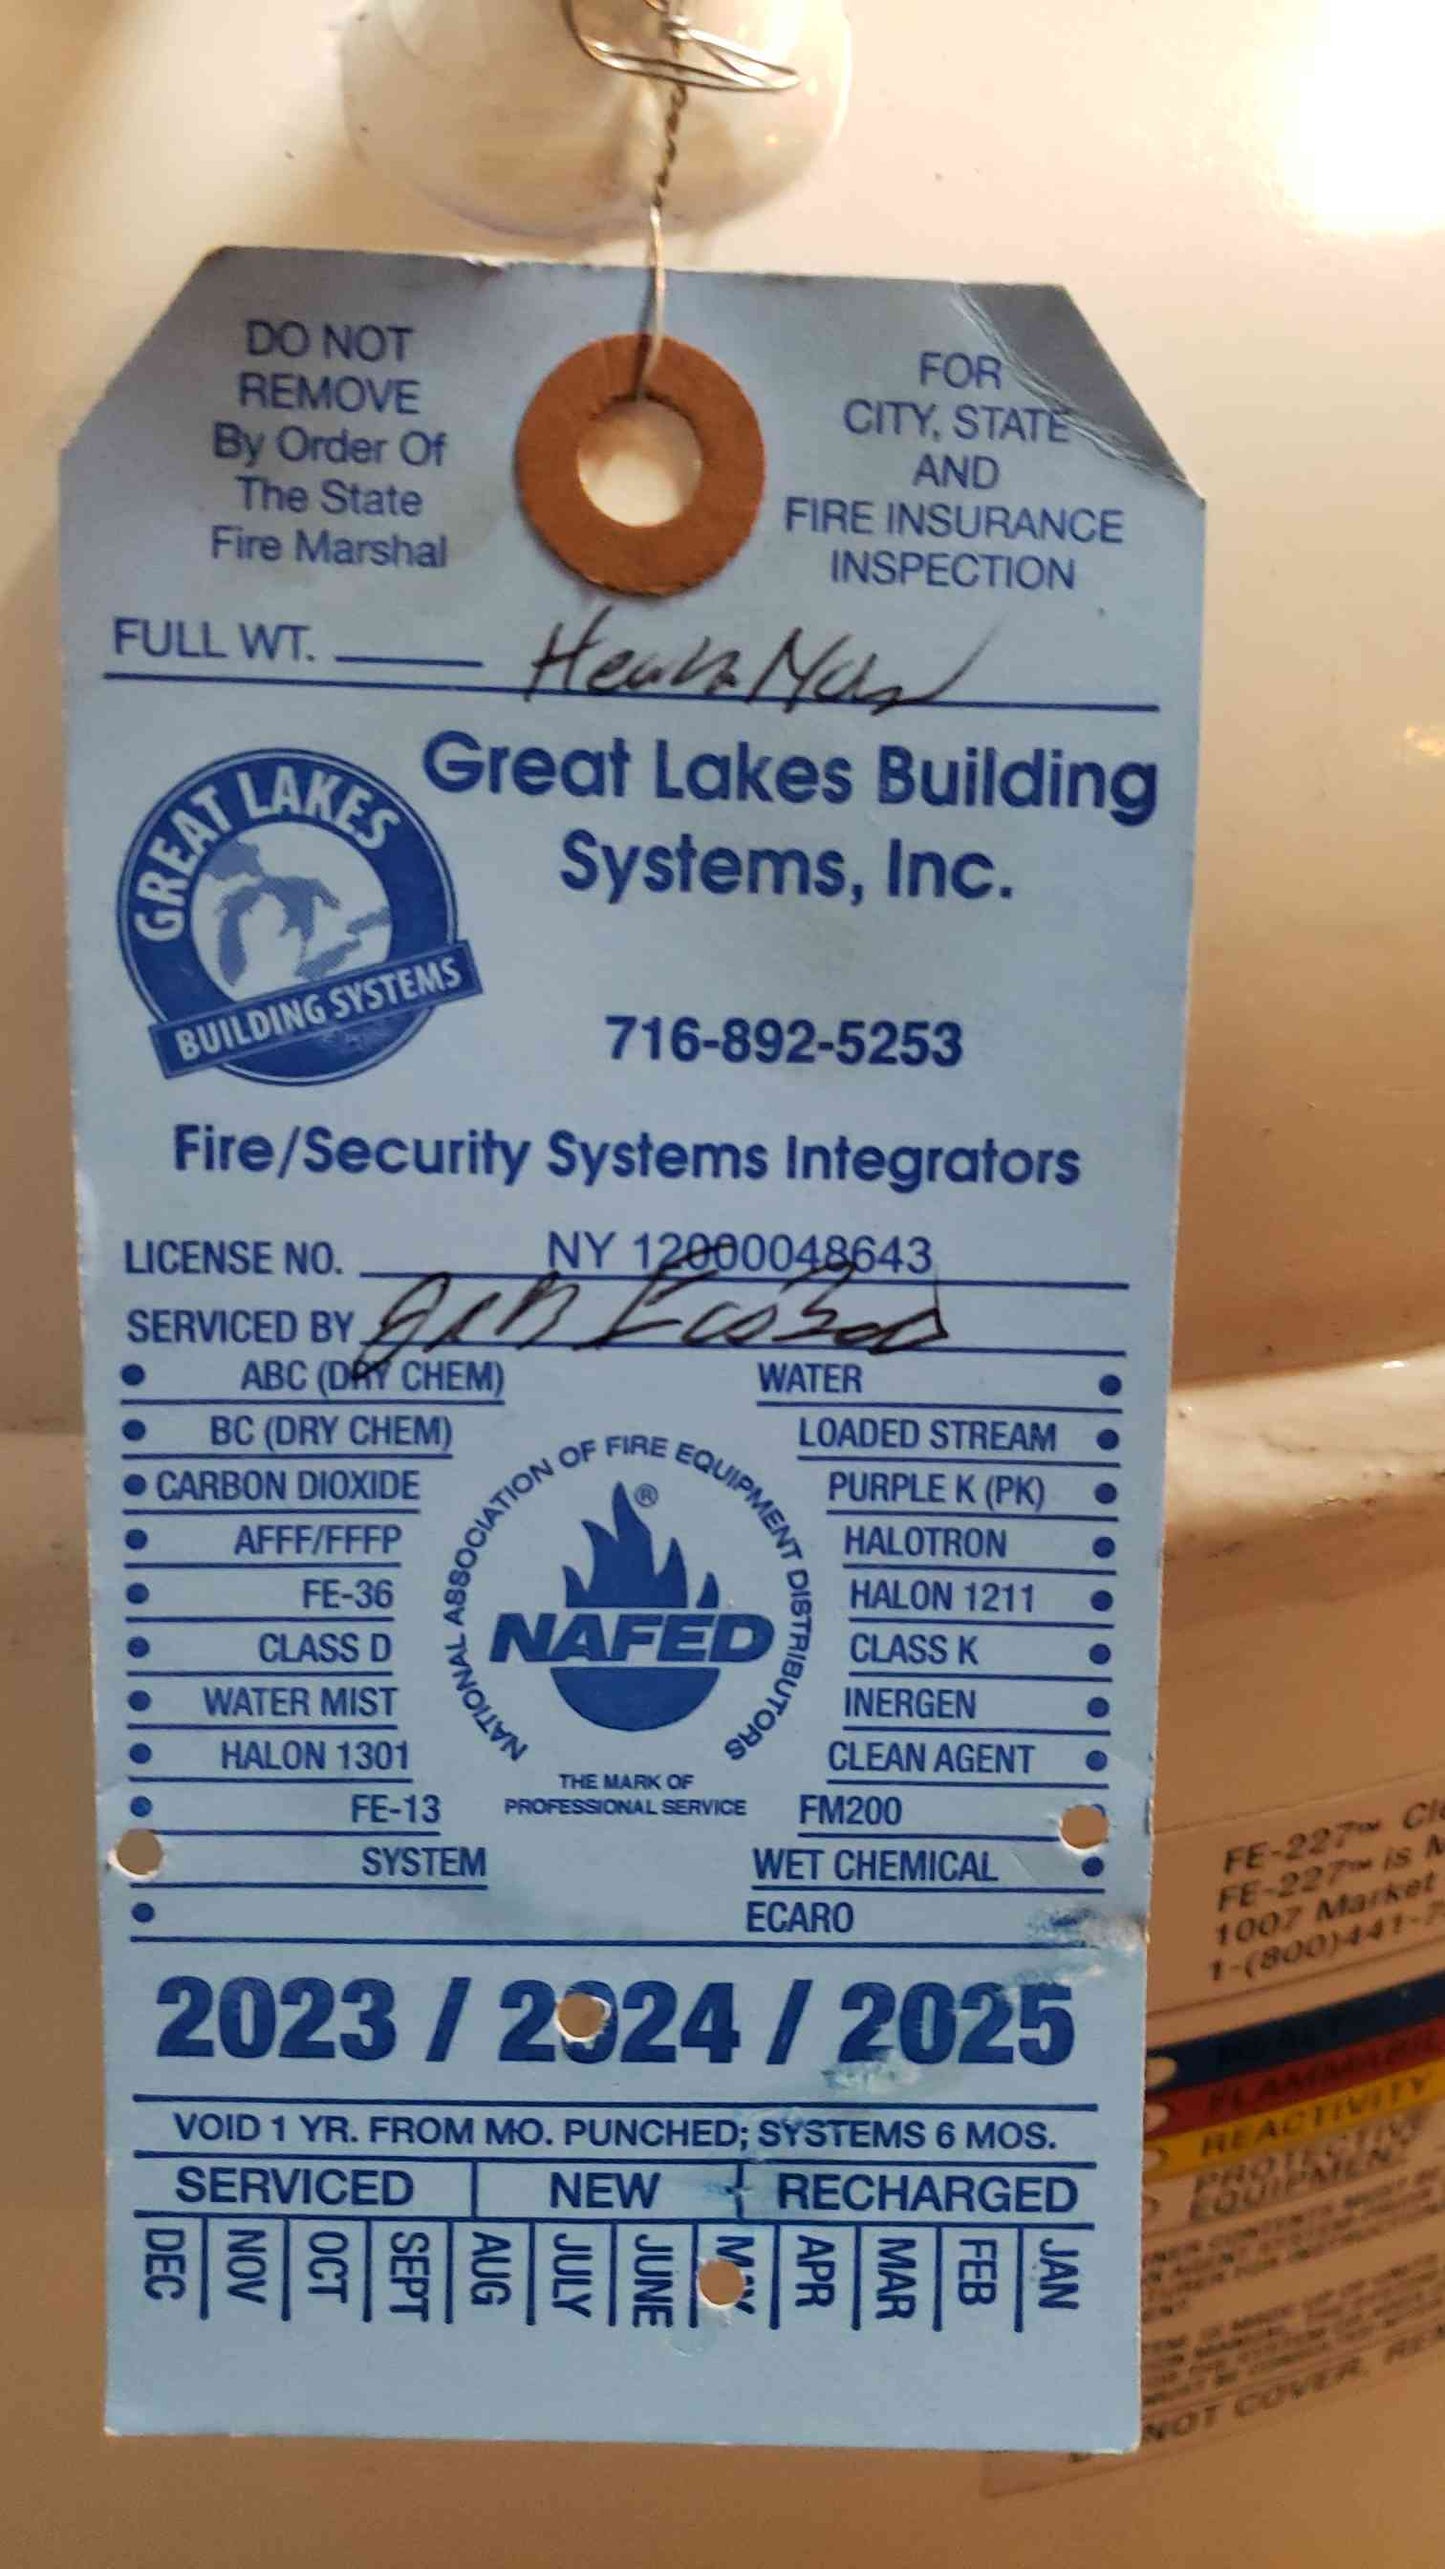 DO NOT
REMOVE
By Order Of
The State
Fire Marshal
FOR
CITY, STATE
AND
FIRE INSURANCE
INSPECTION
FULL WT.
Great Lakes Building
Systems, Inc.
GREAT LAKES
BUILDING SYSTEMS
716-892-5253
Fire/Security Systems Integrators
LICENSE NO. NY 12000048643
SERVICED BY
ABC (DRY CHEM) WATER
BC (DRY CHEM) LOADED STREAM
CARBON DIOXIDE PURPLE K (PK)
AFFF/FFFP HALOTRON
FE-36 HALON 1211
CLASS D CLASS K
WATER MIST INERGEN
HALON 1301 CLEAN AGENT
FE-13 FM200
SYSTEM WET CHEMICAL
ECARO
NATIONAL ASSOCIATION OF FIRE EQUIPMENT DISTRIBUTORS
®
NAFED
THE MARK OF
PROFESSIONAL SERVICE
2023 / 2024 / 2025
VOID 1 YR. FROM MO. PUNCHED; SYSTEMS 6 MOS.
SERVICED NEW RECHARGED
DEC NOV OCT SEPT AUG JULY JUNE MAY APR MAR FEB JAN
FE-227™
FE-227™ is
1007 Market
1-(800)441-
FLAMMABILITY
REACTIVITY
PROTECTIVE
EQUIPMENT
NOT COVER,